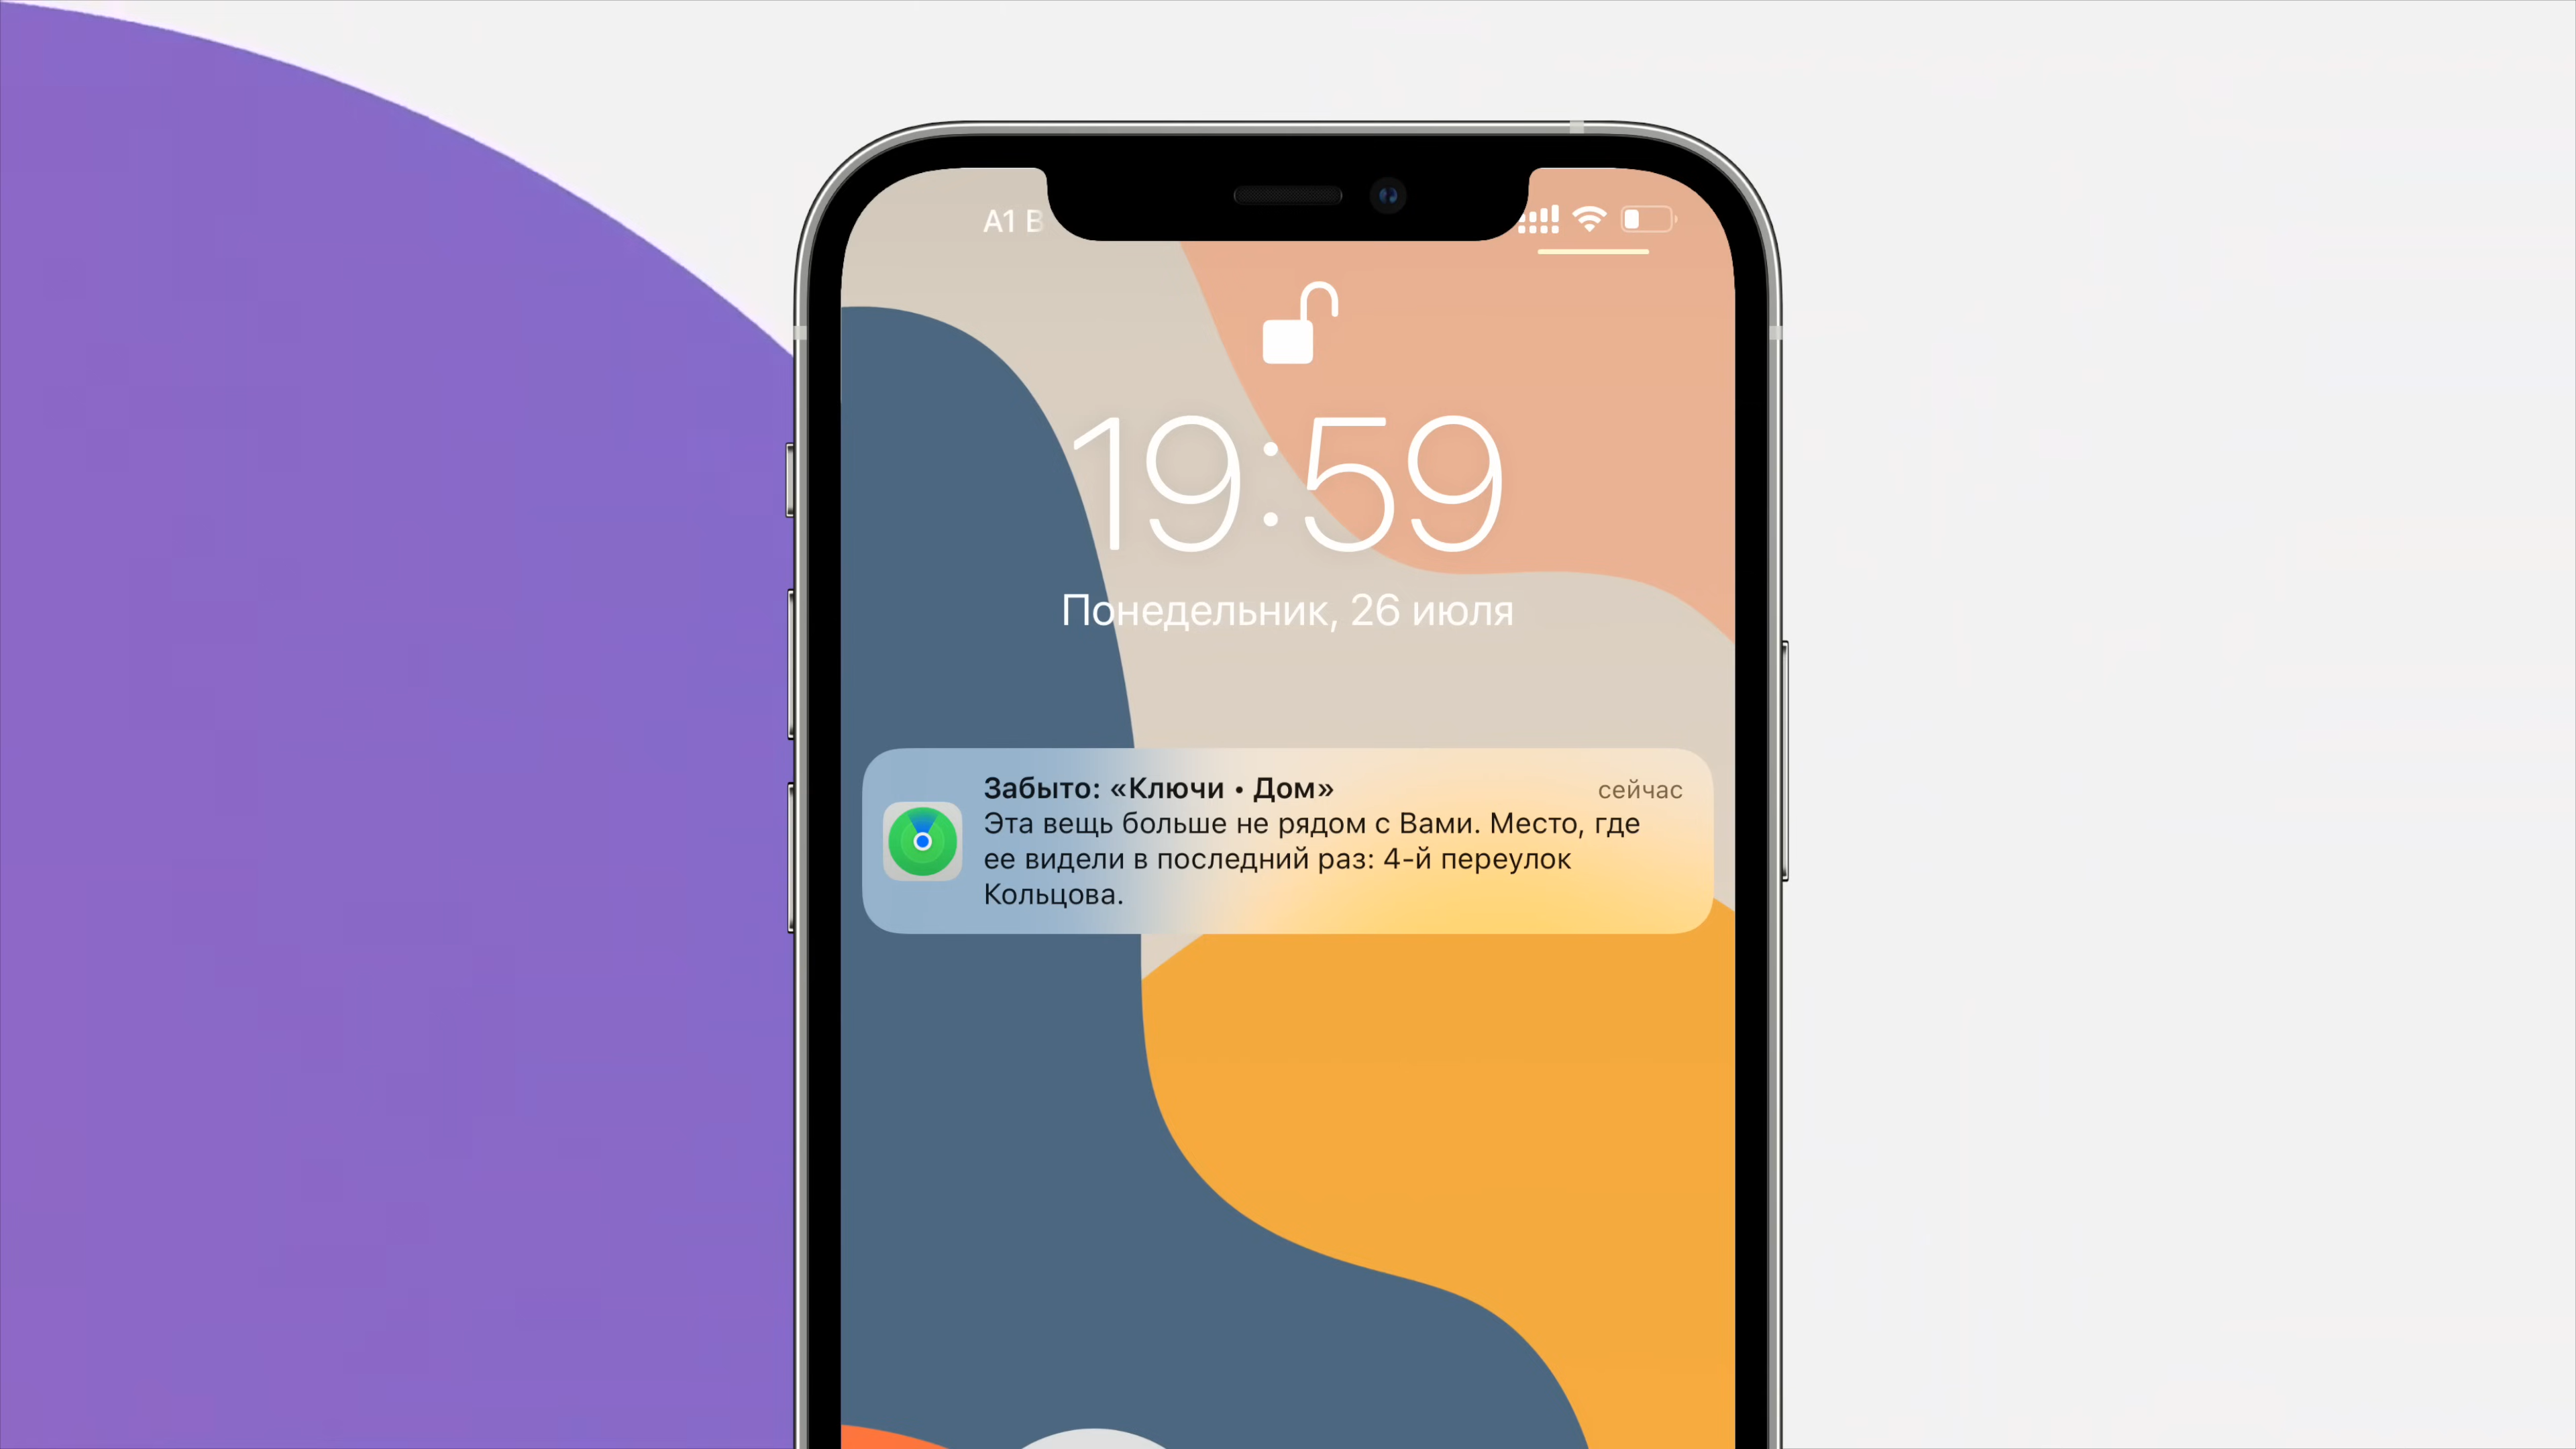 A1 B
19:59
Понедельник, 26 июля
Забыто: «Ключи • Дом»
сейчас
Эта вещь больше не рядом с Вами. Место, где
ее видели в последний раз: 4-й переулок
Кольцова.